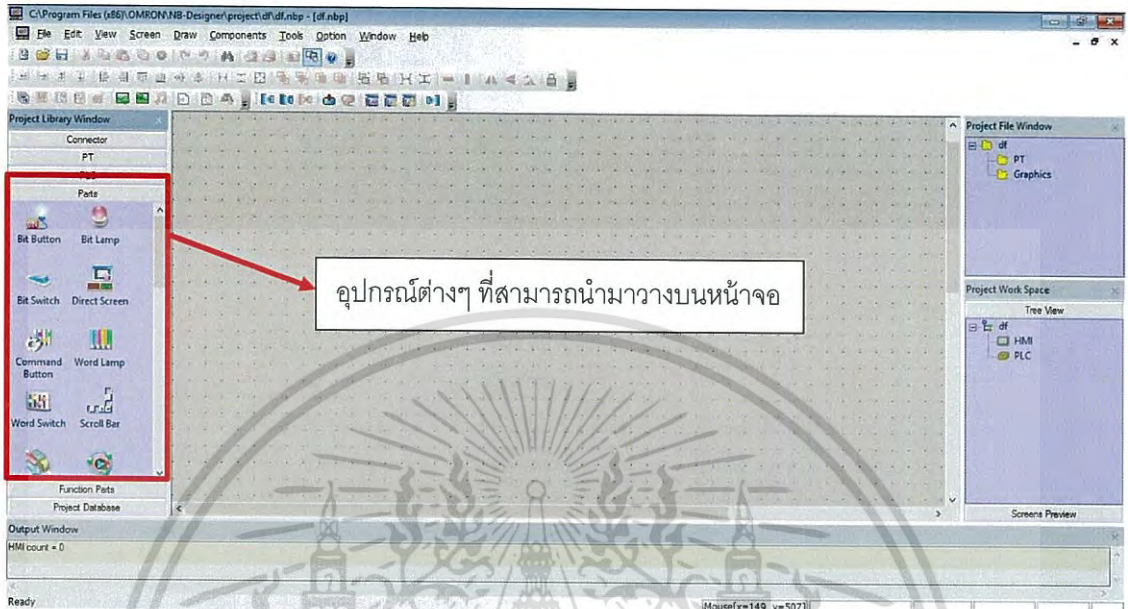 C:\Program Files (x86)\OMRON\NB-Designer\project\df\df.nbp - [df.nbp]
File Edit View Screen Draw Components Tools Option Window Help
Project Library Window
Connector
PT
PLC
Parts
Bit Button Bit Lamp
Bit Switch Direct Screen
Command Button Word Lamp
Word Switch Scroll Bar
Function Parts
Project Database
อุปกรณ์ต่างๆ ที่สามารถนำมาวางบนหน้าจอ
Project File Window
df
PT
Graphics
Project Work Space
Tree View
df
HMI
PLC
Screens Preview
Output Window
HMI count = 0
Ready
Mouse[x=149 y=507]